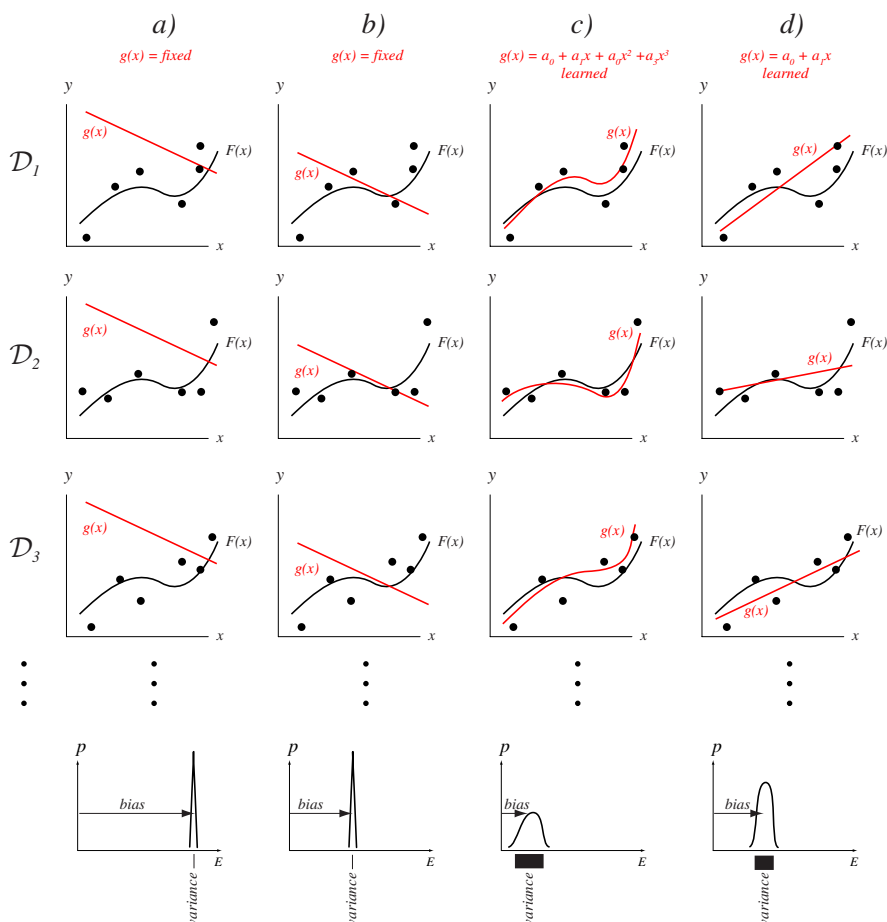 a) b) c) d)
g(x) = fixed g(x) = fixed g(x) = a₀ + a₁x + a₀x² +a₃x³ g(x) = a₀ + a₁x
learned learned
y y y y
g(x) F(x) g(x) F(x) g(x) F(x) g(x) F(x)
𝒟₁
x x x x
y y y y
g(x) F(x) g(x) F(x) g(x) F(x) g(x) F(x)
𝒟₂
x x x x
y y y y
g(x) F(x) g(x) F(x) g(x) F(x) g(x) F(x)
𝒟₃
x x x x
p p p p
bias bias bias bias
E E E E
variance variance variance variance